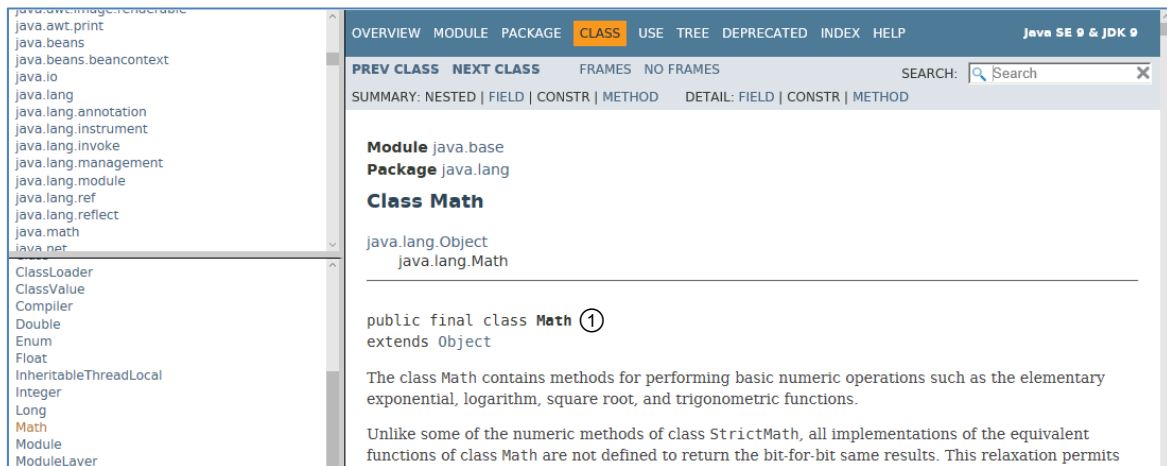 java.awt.image.renderable
java.awt.print
java.beans
java.beans.beancontext
java.io
java.lang
java.lang.annotation
java.lang.instrument
java.lang.invoke
java.lang.management
java.lang.module
java.lang.ref
java.lang.reflect
java.math
java.net
Class
ClassLoader
ClassValue
Compiler
Double
Enum
Float
InheritableThreadLocal
Integer
Long
Math
Module
ModuleLayer
OVERVIEW MODULE PACKAGE CLASS USE TREE DEPRECATED INDEX HELP Java SE 9 & JDK 9
PREV CLASS NEXT CLASS FRAMES NO FRAMES SEARCH: Search
SUMMARY: NESTED | FIELD | CONSTR | METHOD DETAIL: FIELD | CONSTR | METHOD
Module java.base
Package java.lang
Class Math
java.lang.Object
java.lang.Math
public final class Math ①
extends Object
The class Math contains methods for performing basic numeric operations such as the elementary
exponential, logarithm, square root, and trigonometric functions.
Unlike some of the numeric methods of class StrictMath, all implementations of the equivalent
functions of class Math are not defined to return the bit-for-bit same results. This relaxation permits